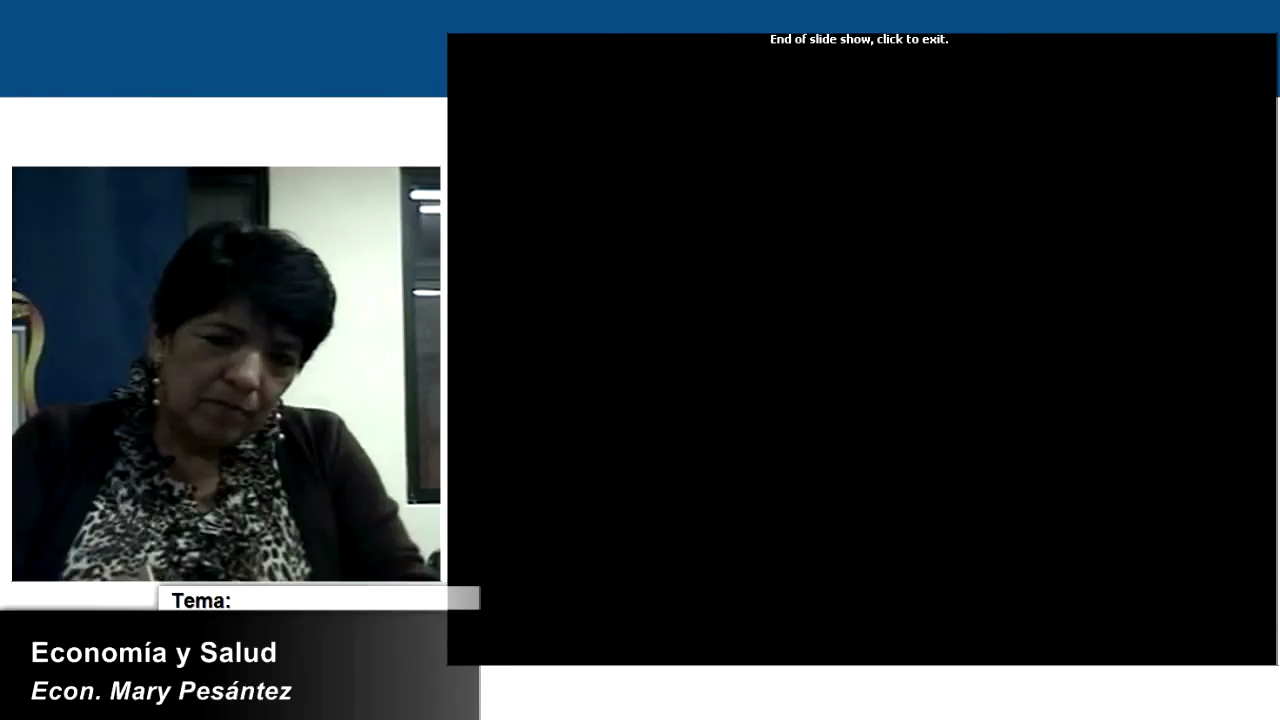 End of slide show, click to exit.
Tema:
Economía y Salud
Econ. Mary Pesántez